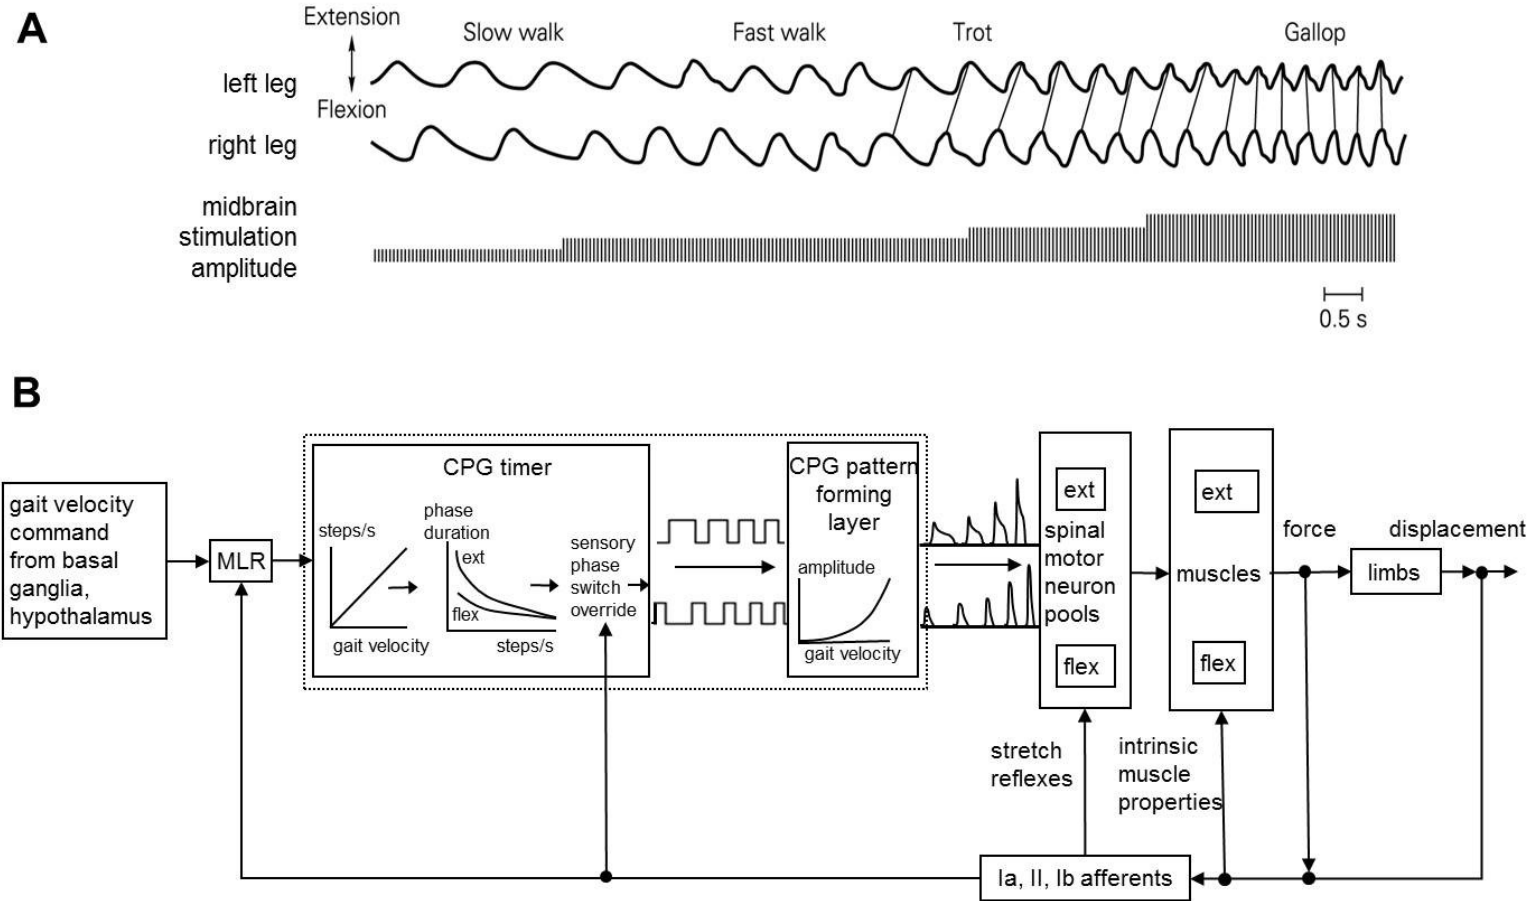 A
Extension
Slow walk
Fast walk
Trot
Gallop
left leg
Flexion
right leg
midbrain
stimulation
amplitude
0.5 s
B
gait velocity
command
from basal
ganglia,
hypothalamus
MLR
CPG timer
steps/s
gait velocity
phase
duration
ext
flex
steps/s
sensory
phase
switch
override
CPG pattern
forming
layer
amplitude
gait velocity
ext
spinal
motor
neuron
pools
flex
ext
muscles
flex
force
limbs
displacement
stretch
reflexes
intrinsic
muscle
properties
Ia, II, Ib afferents